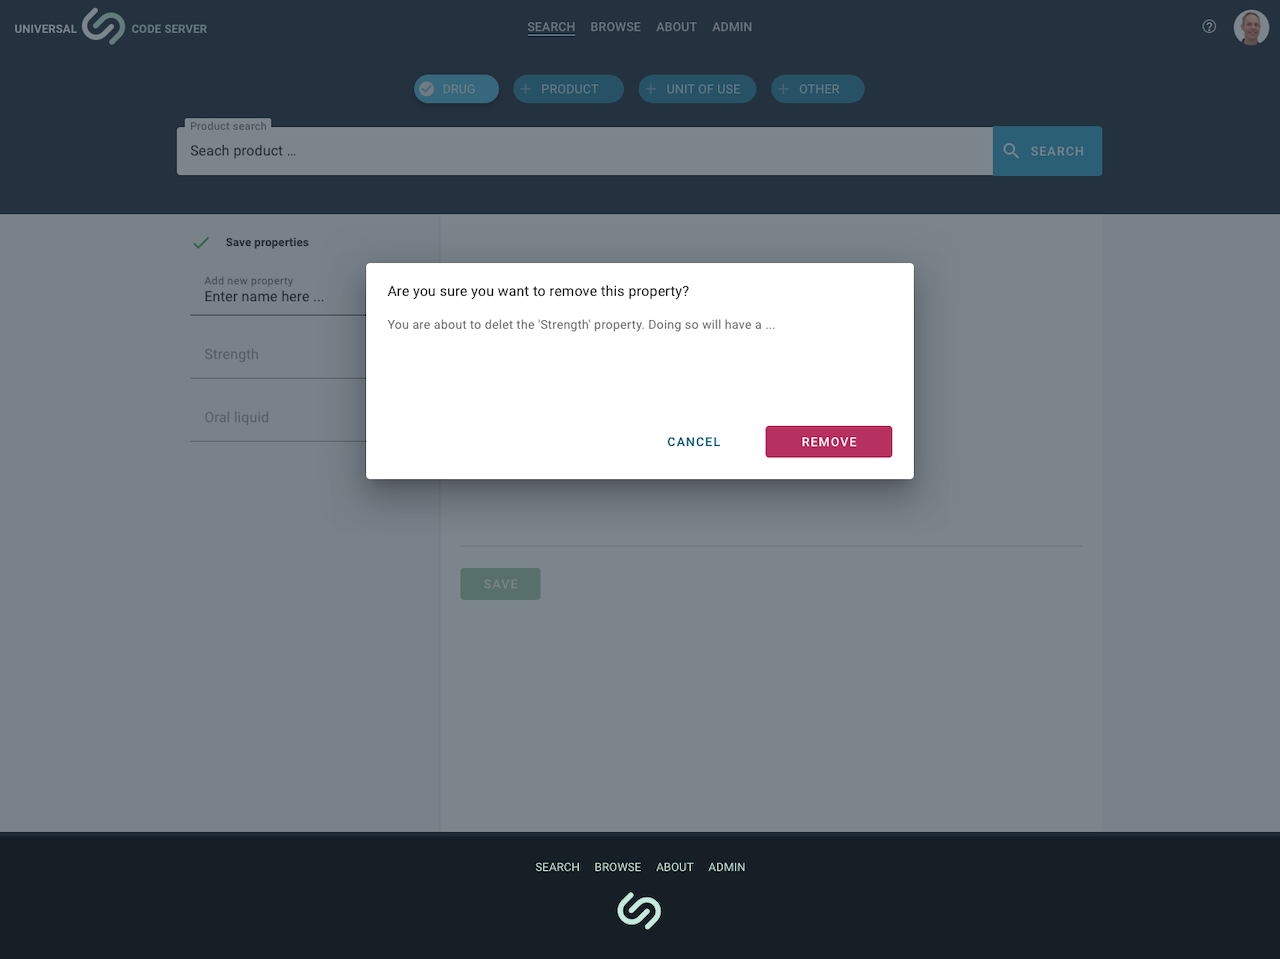 UNIVERSAL CODE SERVER
SEARCH BROWSE ABOUT ADMIN
DRUG PRODUCT UNIT OF USE OTHER
Product search
Seach product ...
SEARCH
Save properties
Add new property
Enter name here ...
Strength
Oral liquid
Are you sure you want to remove this property?
You are about to delet the 'Strength' property. Doing so will have a ...
CANCEL REMOVE
SAVE
SEARCH BROWSE ABOUT ADMIN